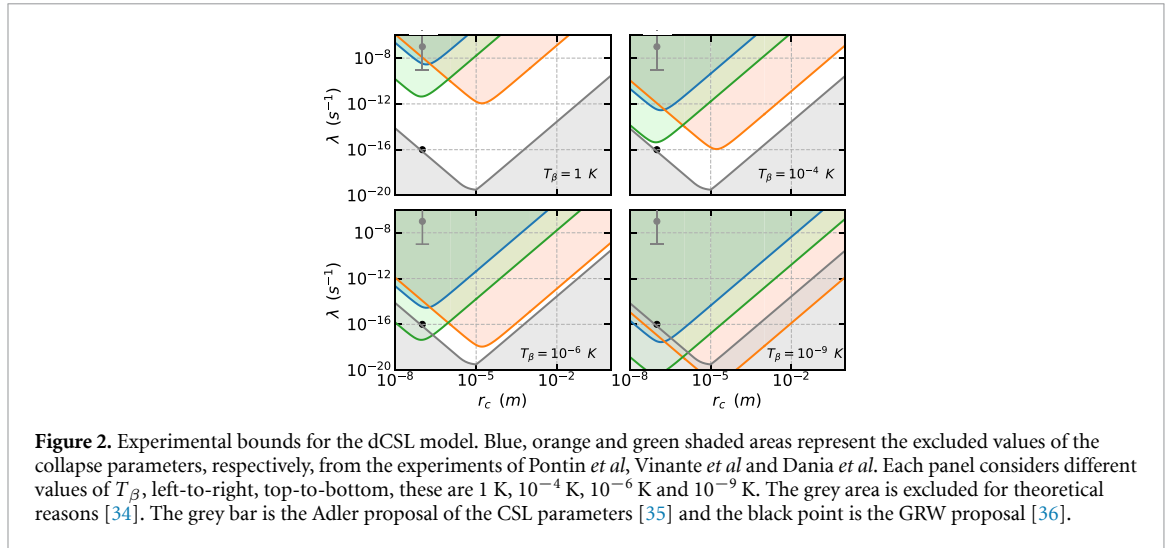 10⁻⁸
10⁻¹²
10⁻¹⁶
10⁻²⁰
λ (s⁻¹)
T_β = 1 K
T_β = 10⁻⁴ K
10⁻⁸
10⁻¹²
10⁻¹⁶
10⁻²⁰
λ (s⁻¹)
T_β = 10⁻⁶ K
T_β = 10⁻⁹ K
10⁻⁸ 10⁻⁵ 10⁻² 10⁻⁸ 10⁻⁵ 10⁻²
r_c (m) r_c (m)
Figure 2. Experimental bounds for the dCSL model. Blue, orange and green shaded areas represent the excluded values of the
collapse parameters, respectively, from the experiments of Pontin et al, Vinante et al and Dania et al. Each panel considers different
values of T_β, left-to-right, top-to-bottom, these are 1 K, 10⁻⁴ K, 10⁻⁶ K and 10⁻⁹ K. The grey area is excluded for theoretical
reasons [34]. The grey bar is the Adler proposal of the CSL parameters [35] and the black point is the GRW proposal [36].